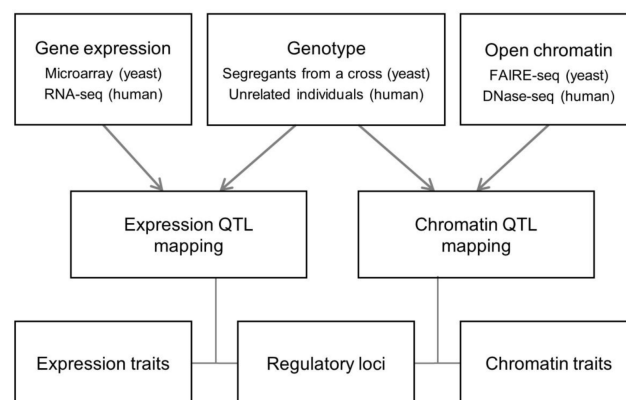 Gene expression
Microarray (yeast)
RNA-seq (human)
Genotype
Segregants from a cross (yeast)
Unrelated individuals (human)
Open chromatin
FAIRE-seq (yeast)
DNase-seq (human)
Expression QTL
mapping
Chromatin QTL
mapping
Expression traits
Regulatory loci
Chromatin traits